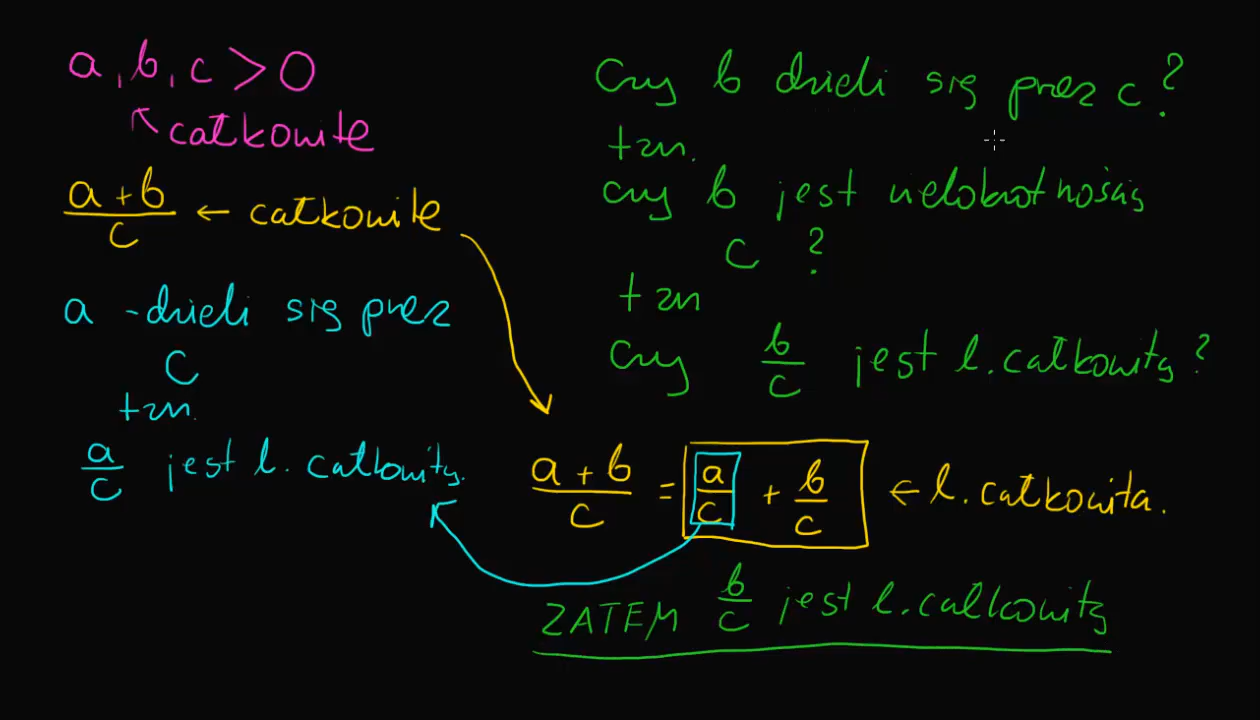 a, b, c > 0
całkowite
a + b / c ← całkowite
a - dzieli się przez
c
tzn.
a/c jest l. całkowitą.
Czy b dzieli się przez c?
tzn.
czy b jest wielokrotnością
c ?
tzn
czy b/c jest l. całkowitą?
a + b / c = a/c + b/c ← l. całkowita.
ZATEM b/c jest l. całkowitą